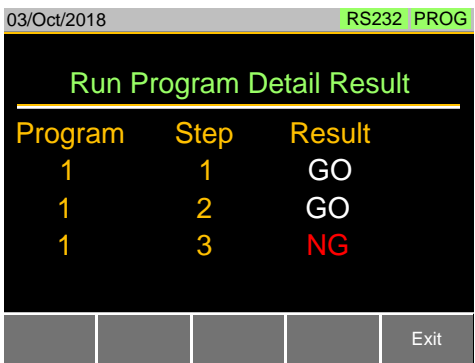 03/Oct/2018 RS232 PROG
Run Program Detail Result
Program Step Result
1 1 GO
1 2 GO
1 3 NG
Exit